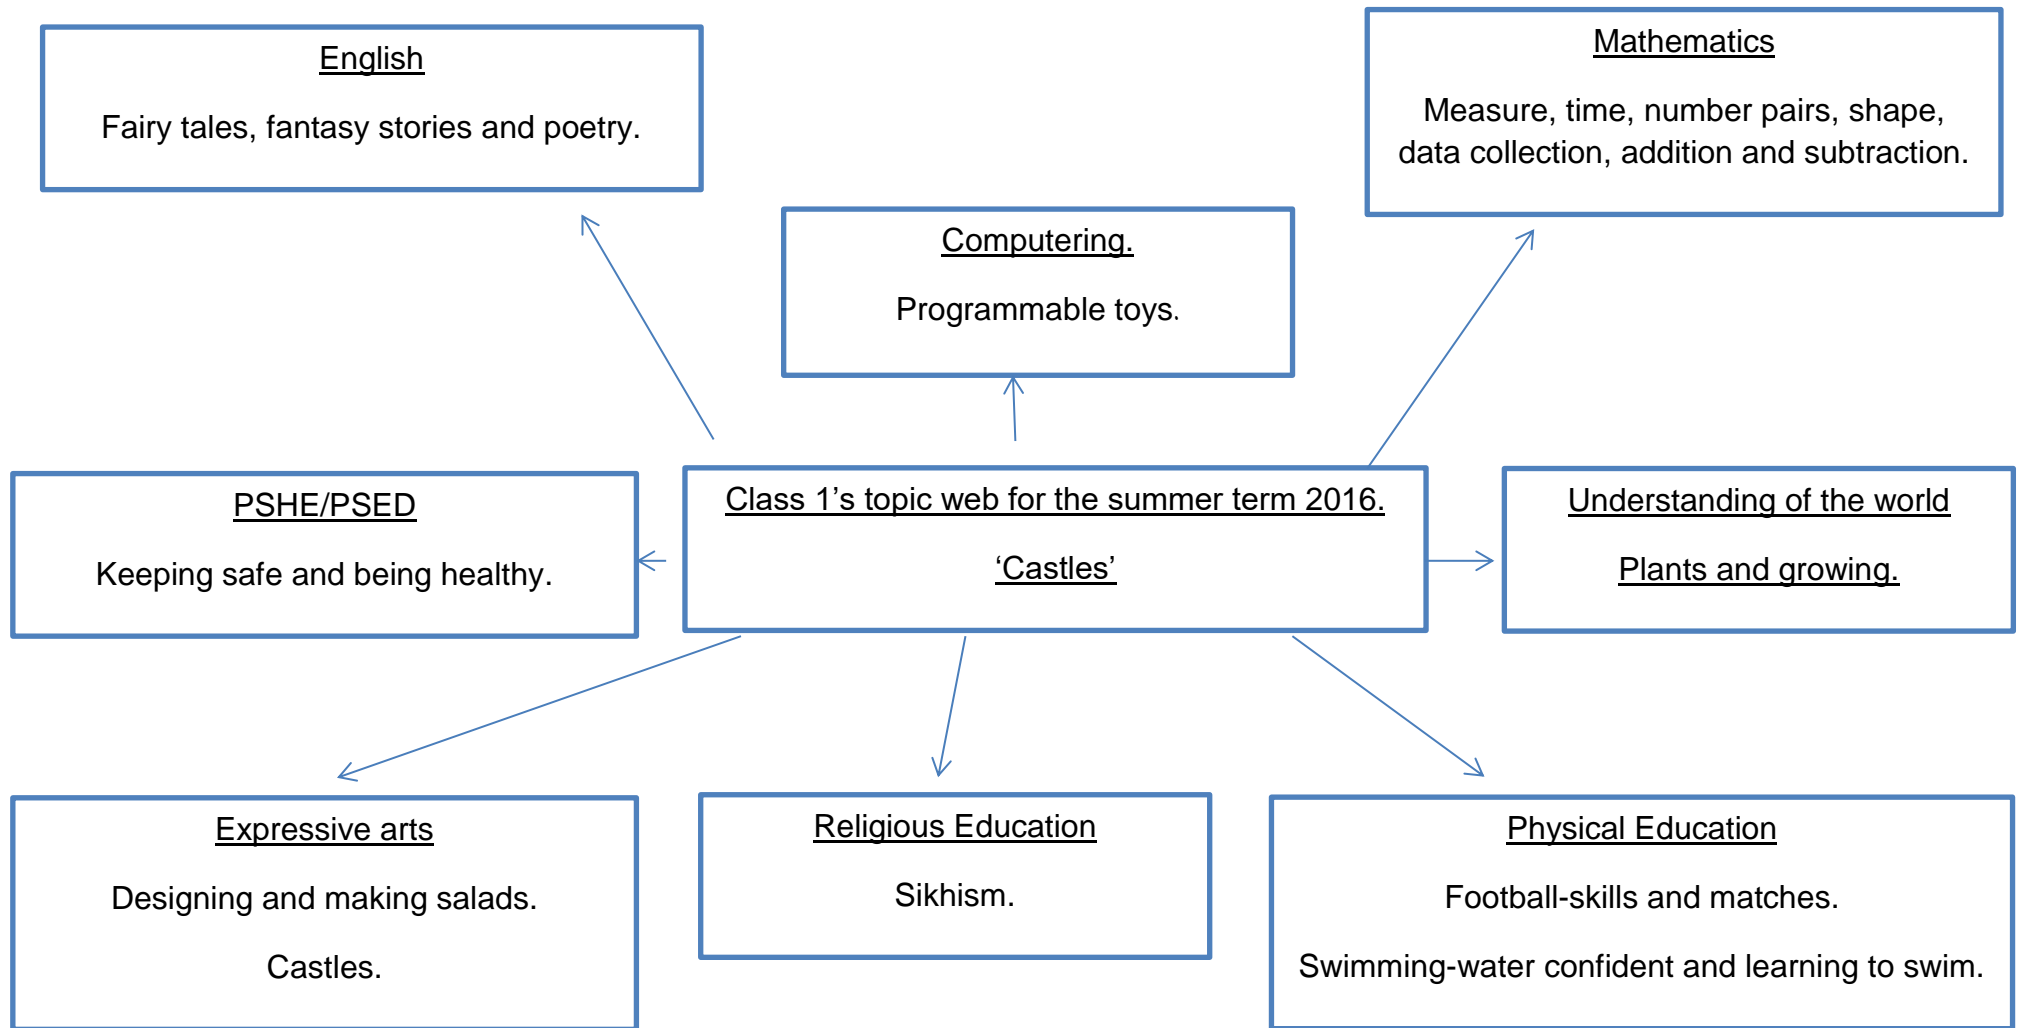 English
Fairy tales, fantasy stories and poetry.
Mathematics
Measure, time, number pairs, shape,
data collection, addition and subtraction.
Computering.
Programmable toys.
PSHE/PSED
Keeping safe and being healthy.
Class 1’s topic web for the summer term 2016.
‘Castles’
Understanding of the world
Plants and growing.
Expressive arts
Designing and making salads.
Castles.
Religious Education
Sikhism.
Physical Education
Football-skills and matches.
Swimming-water confident and learning to swim.